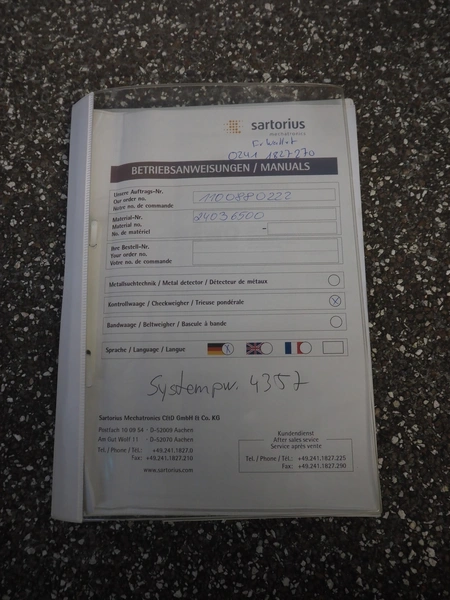 sartorius
mechatronics
0241 1827270
BETRIEBSANWEISUNGEN / MANUALS
Unsere Auftrags-Nr.
Our order no.
Notre no. de commande
1100880222
Material-Nr.
Material no.
No. de matériel
24036500
-
Ihre Bestell-Nr.
Your order no.
Votre no. de commande
Metallsuchtechnik / Metal detector / Détecteur de métaux
Kontrollwaage / Checkweigher / Trieuse pondérale
Bandwaage / Beltweigher / Bascule à bande
Sprache / Language / Langue
Systempw. 4357
Sartorius Mechatronics C&D GmbH & Co. KG
Postfach 10 09 54 - D-52009 Aachen
Am Gut Wolf 11 - D-52070 Aachen
Tel. / Phone / Tél.: +49.241.1827.0
Fax: +49.241.1827.210
www.sartorius.com
Kundendienst
After sales sevice
Service après vente
Tel. / Phone / Tél.: +49.241.1827.225
Fax: +49.241.1827.290